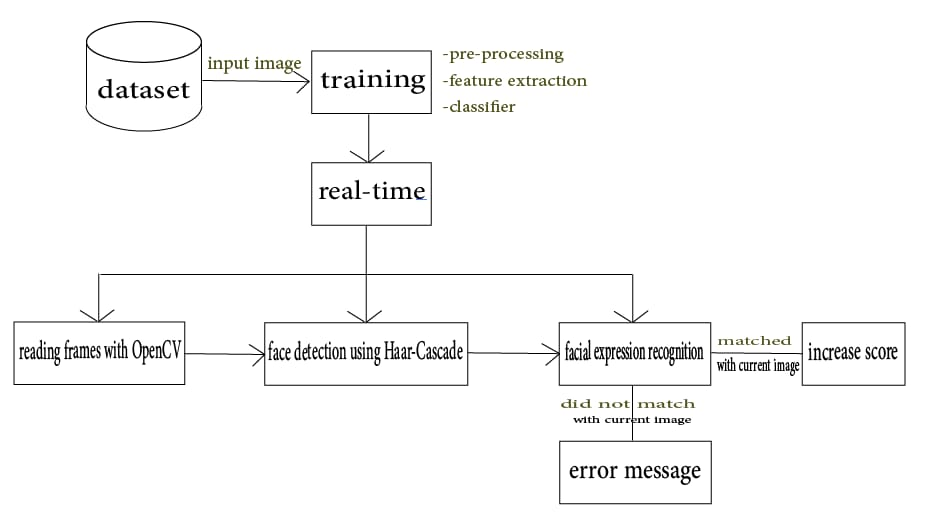 input image
dataset
training
-pre-processing
-feature extraction
-classifier
real-time
reading frames with OpenCV
face detection using Haar-Cascade
facial expression recognition
matched
with current image
increase score
did not match
with current image
error message